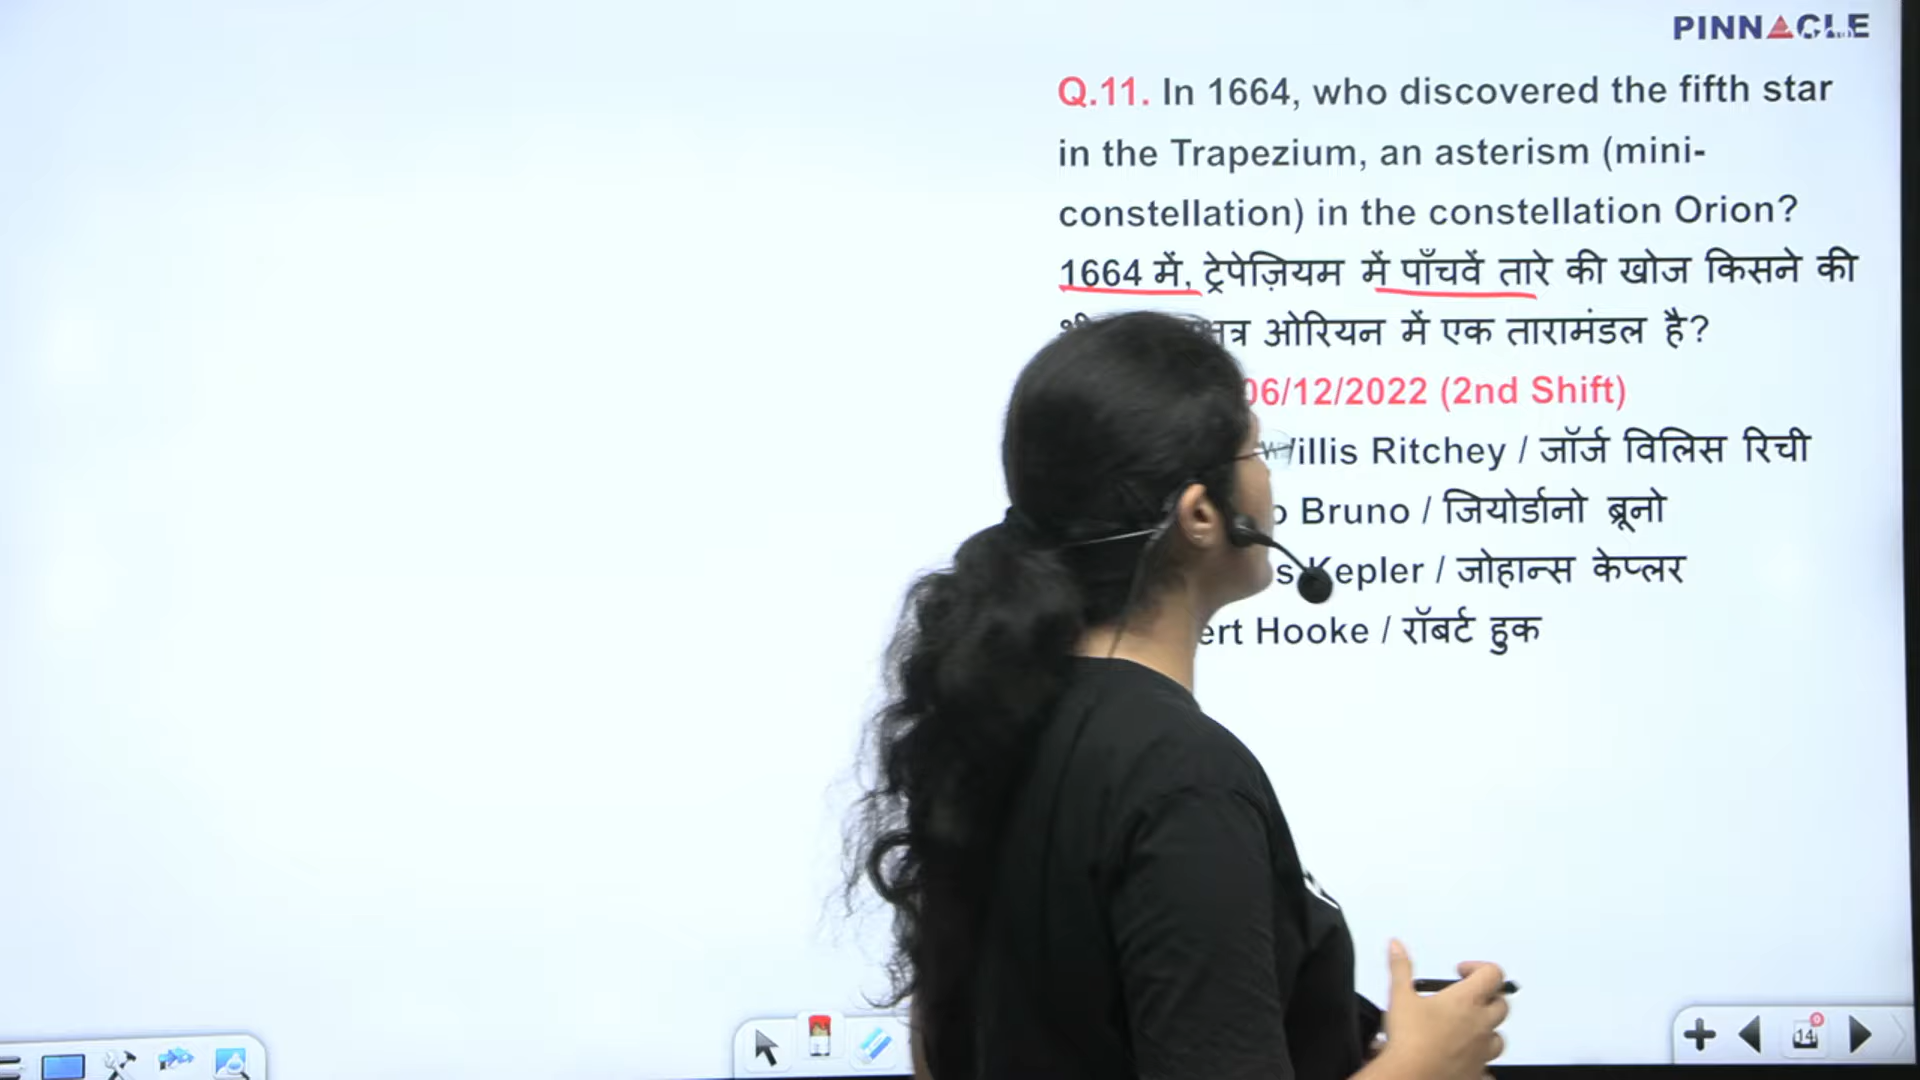 PINNACLE
Q.11. In 1664, who discovered the fifth star
in the Trapezium, an asterism (mini-
constellation) in the constellation Orion?
1664 में, ट्रेपेज़ियम में पाँचवें तारे की खोज किसने की
ओरियन में एक तारामंडल है?
06/12/2022 (2nd Shift)
Ritchey / जॉर्ज विलिस रिची
Bruno / जियोर्डानो ब्रूनो
Kepler / जोहान्स केप्लर
Hooke / रॉबर्ट हुक
14